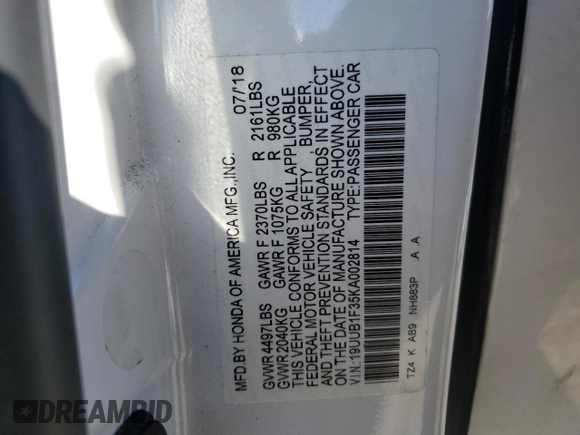 MFD.BY HONDA OF AMERICA MFG.,INC. 07/'18
GVWR 4497LBS GAWR F 2370LBS R 2161LBS
GVWR 2040KG GAWR F 1075KG R 980KG
THIS VEHICLE CONFORMS TO ALL APPLICABLE
FEDERAL MOTOR VEHICLE SAFETY , BUMPER,
AND THEFT PREVENTION STANDARDS IN EFFECT
ON THE DATE OF MANUFACTURE SHOWN ABOVE.
V.I.N.:19UUB1F35KA002814 TYPE:PASSENGER CAR
TZ4 K AB9 NH883P A A
DREAMBID